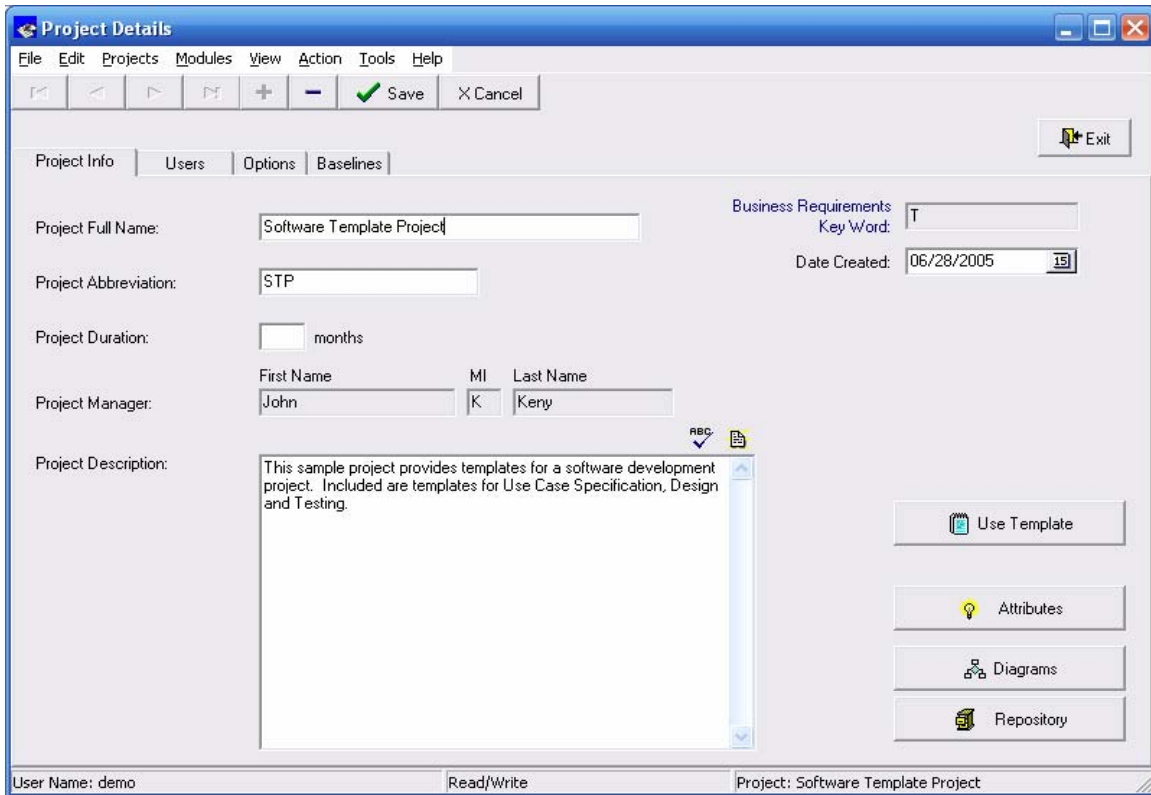 Project Details
File Edit Projects Modules View Action Tools Help
Save X Cancel
Exit
Project Info Users Options Baselines
Business Requirements
Key Word: T
Project Full Name: Software Template Project
Date Created: 06/28/2005 15
Project Abbreviation: STP
Project Duration: months
First Name MI Last Name
Project Manager: John K Keny
ABC
Project Description:
This sample project provides templates for a software development
project. Included are templates for Use Case Specification, Design
and Testing.
Use Template
Attributes
Diagrams
Repository
User Name: demo Read/Write Project: Software Template Project